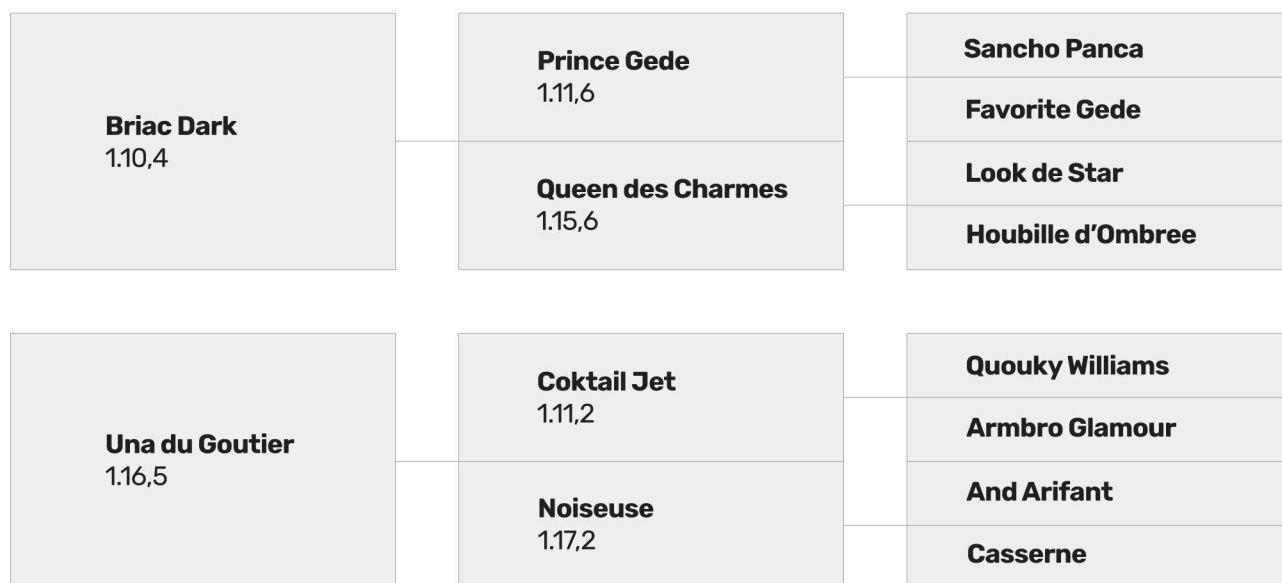 Briac Dark
1.10,4
Prince Gede
1.11,6
Queen des Charmes
1.15,6
Sancho Panca
Favorite Gede
Look de Star
Houbille d’Ombree
Una du Goutier
1.16,5
Coktail Jet
1.11,2
Noiseuse
1.17,2
Quouky Williams
Armbro Glamour
And Arifant
Casserne